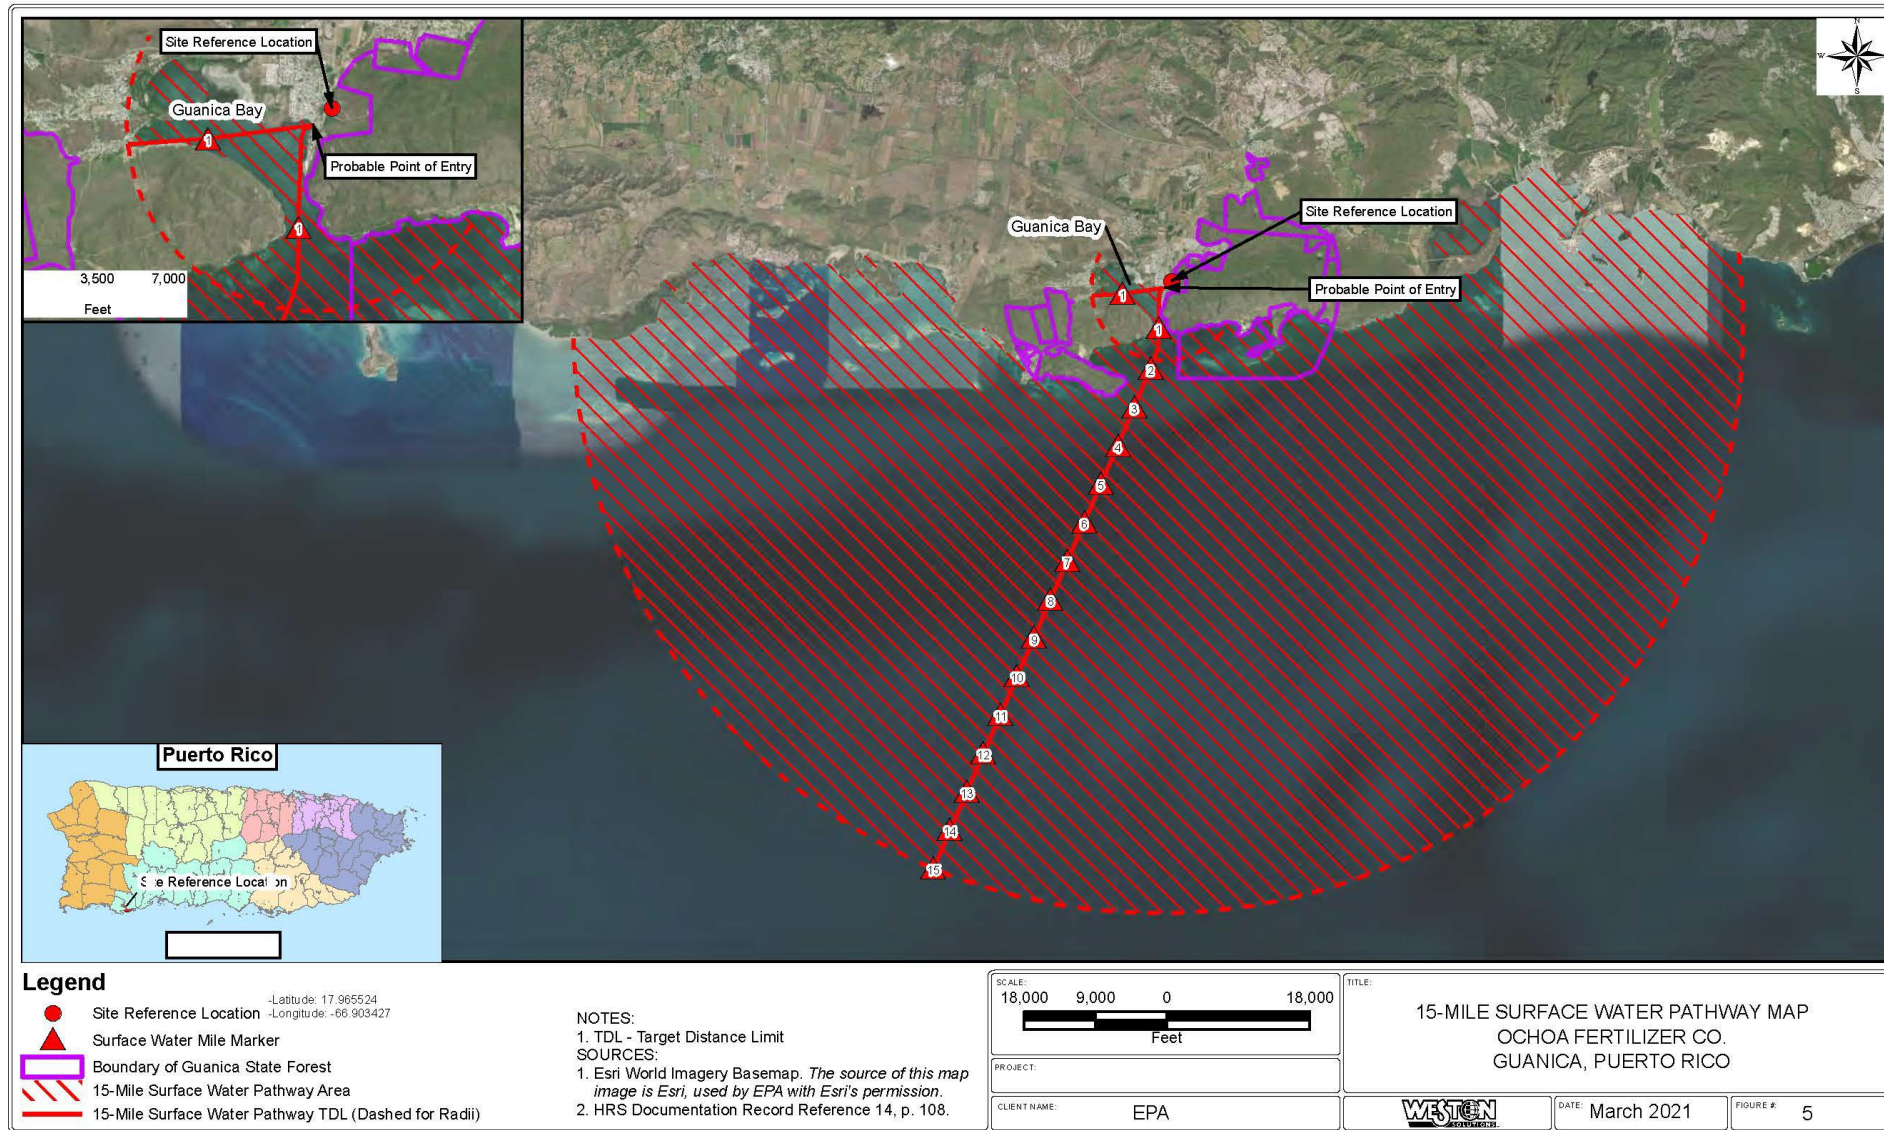 Site Reference Location
Guanica Bay
1
Probable Point of Entry
1
3,500 7,000
Feet
N
W
S
Site Reference Location
Guanica Bay
Probable Point of Entry
1
1
2
3
4
5
6
7
8
9
10
11
12
13
14
15
Puerto Rico
Site Reference Location
Legend
Site Reference Location
-Latitude: 17.965524
-Longitude: -66.903427
Surface Water Mile Marker
Boundary of Guanica State Forest
15-Mile Surface Water Pathway Area
15-Mile Surface Water Pathway TDL (Dashed for Radii)
NOTES:
1. TDL - Target Distance Limit
SOURCES:
1. Esri World Imagery Basemap. The source of this map
image is Esri, used by EPA with Esri's permission.
2. HRS Documentation Record Reference 14, p. 108.
SCALE:
18,000 9,000 0 18,000
Feet
PROJECT:
CLIENT NAME:
EPA
TITLE:
15-MILE SURFACE WATER PATHWAY MAP
OCHOA FERTILIZER CO.
GUANICA, PUERTO RICO
WESTON
SOLUTIONS
DATE: March 2021
FIGURE #: 5